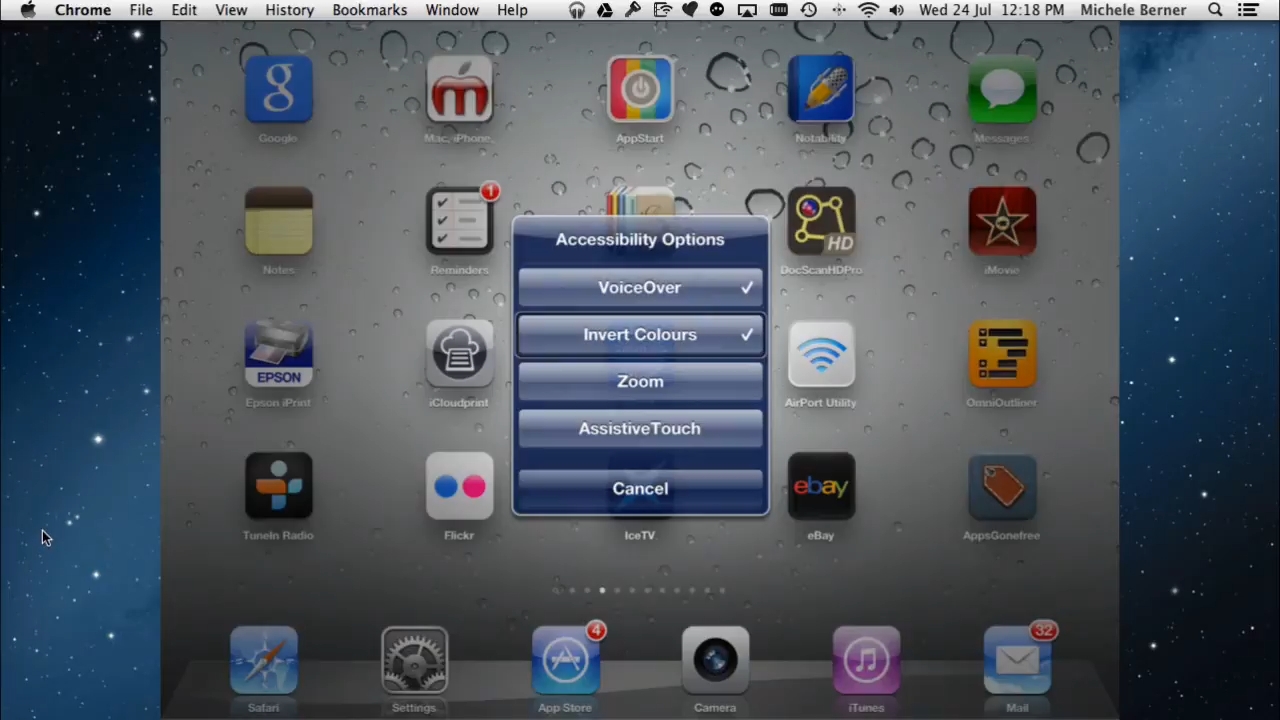 Chrome File Edit View History Bookmarks Window Help Wed 24 Jul 12:18 PM Michele Berner
Google Mac, iPhone, AppStart Notability Messages
1
HD
Notes Reminders DocScanHDPro iMovie
Accessibility Options
VoiceOver
Invert Colours
Zoom
AssistiveTouch
Cancel
EPSON
Epson iPrint iCloudprint AirPort Utility OmniOutliner
ebay
TuneIn Radio Flickr IceTV eBay AppsGonefree
4 32
Safari Settings App Store Camera iTunes Mail